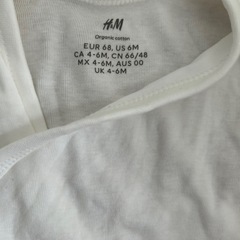 H&M
Organic cotton
EUR 68, US 6M
CA 4-6M, CN 66/48
MX 4-6M, AUS 00
UK 4-6M